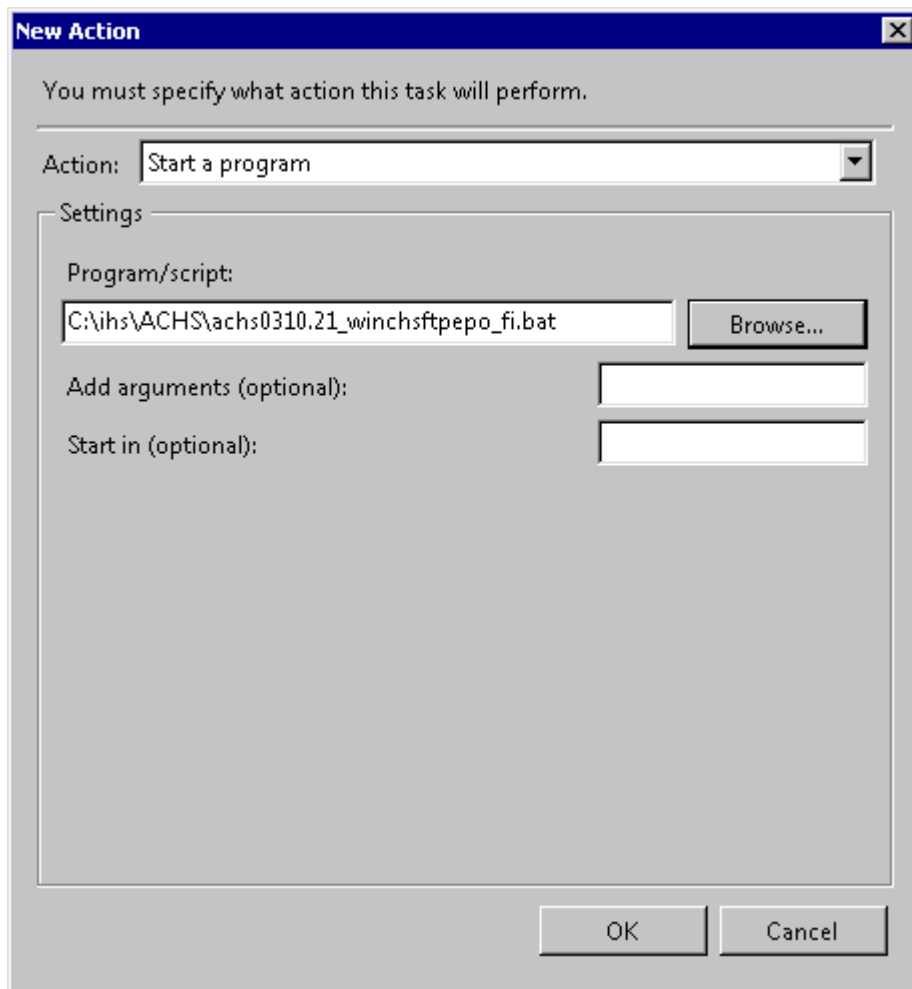 New Action
You must specify what action this task will perform.
Action: Start a program
Settings
Program/script:
C:\ihs\ACHS\achs0310.21_winchsftpepo_fi.bat Browse...
Add arguments (optional):
Start in (optional):
OK Cancel